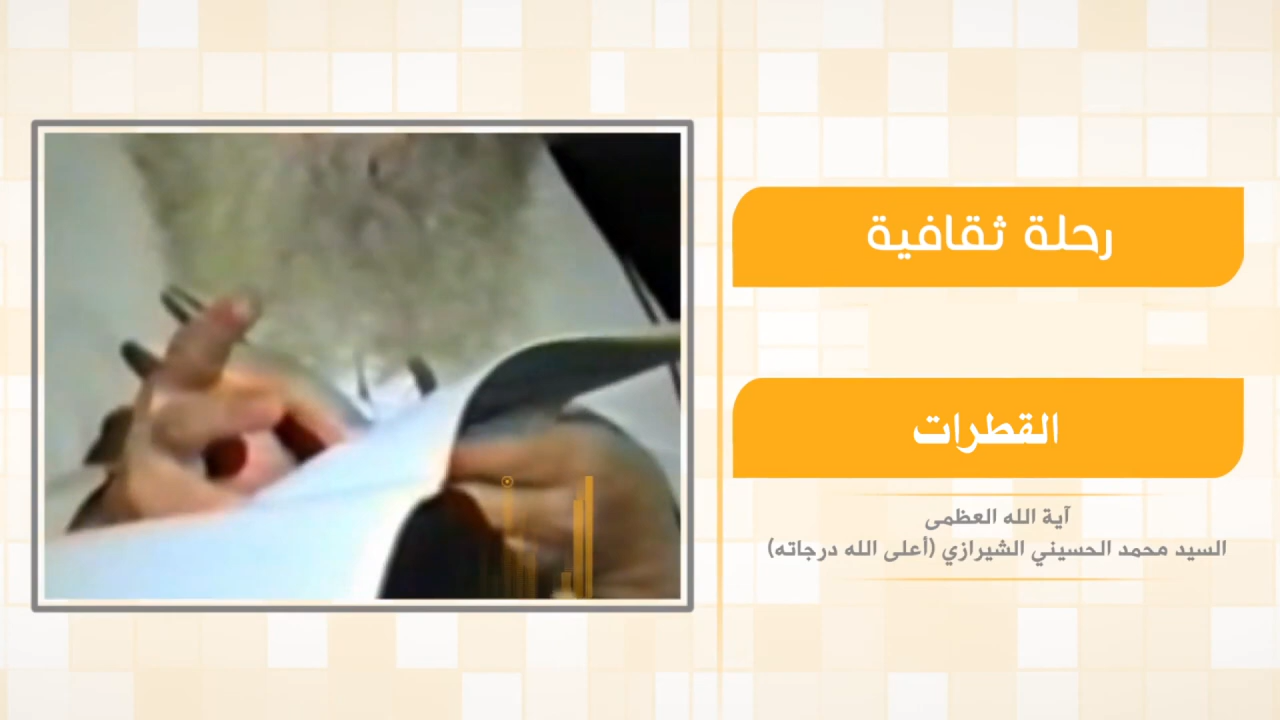 رحلة ثقافية
القطرات
آية الله العظمى
السيد محمد الحسيني الشيرازي (أعلى الله درجاته)